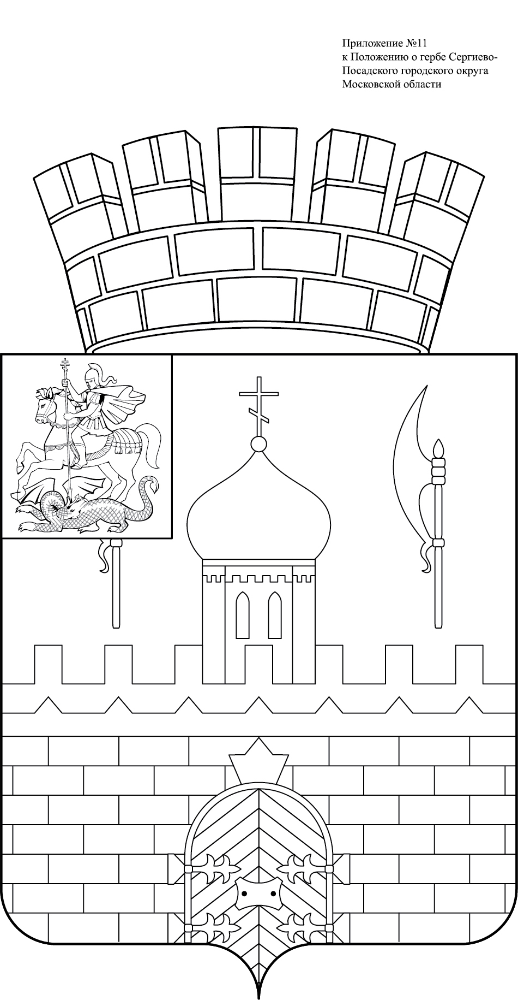 Приложение №11
к Положению о гербе Сергиево-
Посадского городского округа
Московской области